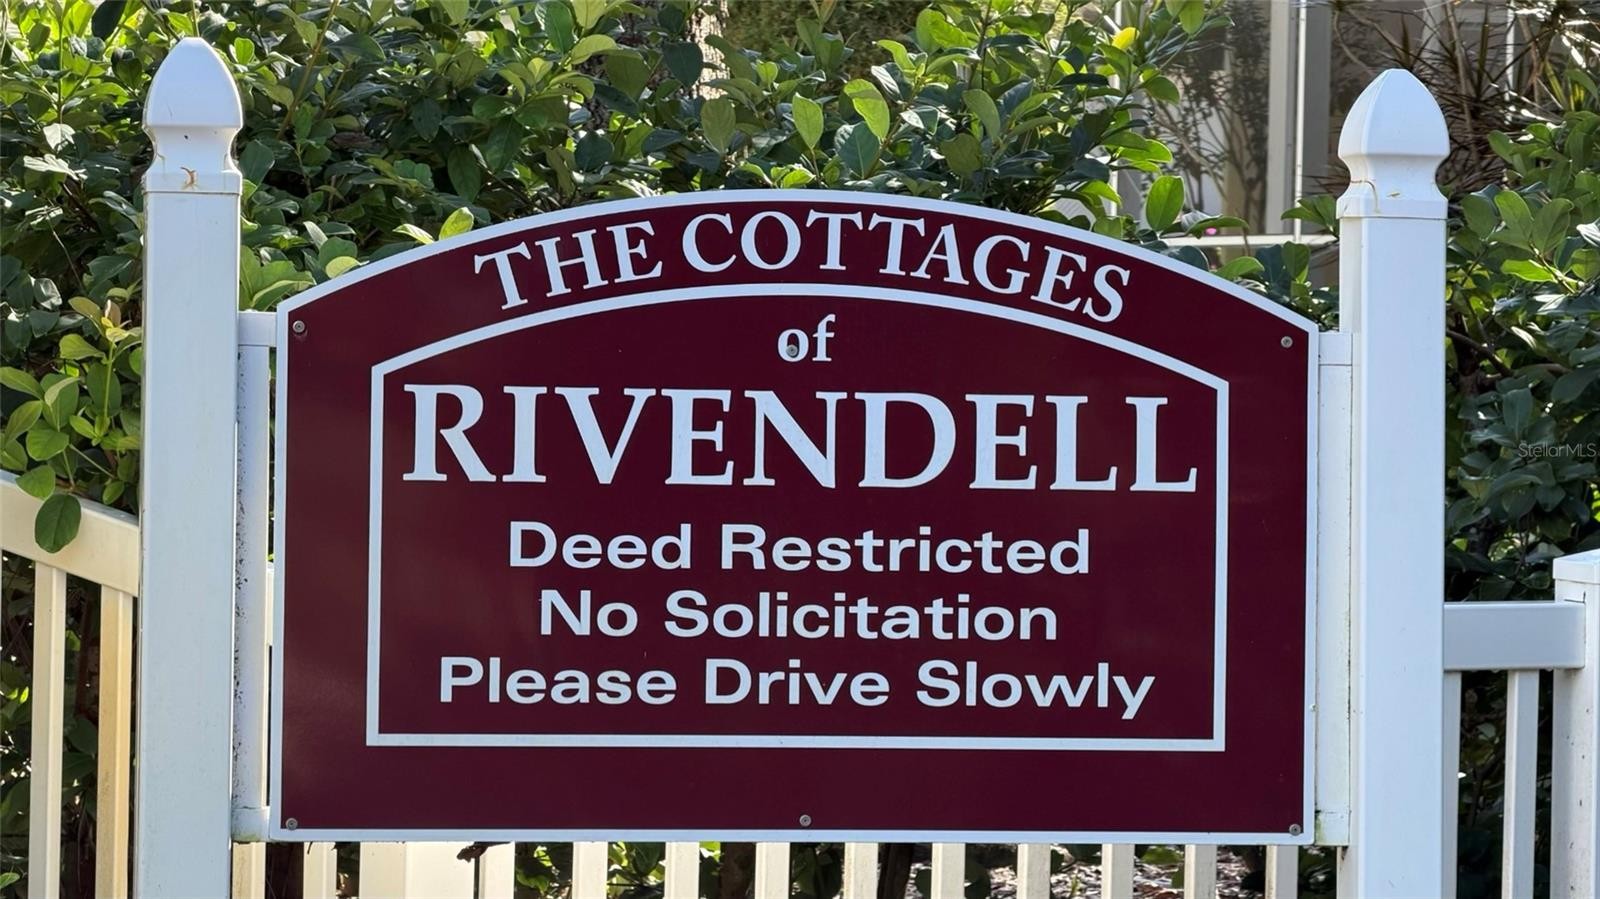 THE COTTAGES
of
RIVENDELL
Deed Restricted
No Solicitation
Please Drive Slowly
StellarMLS